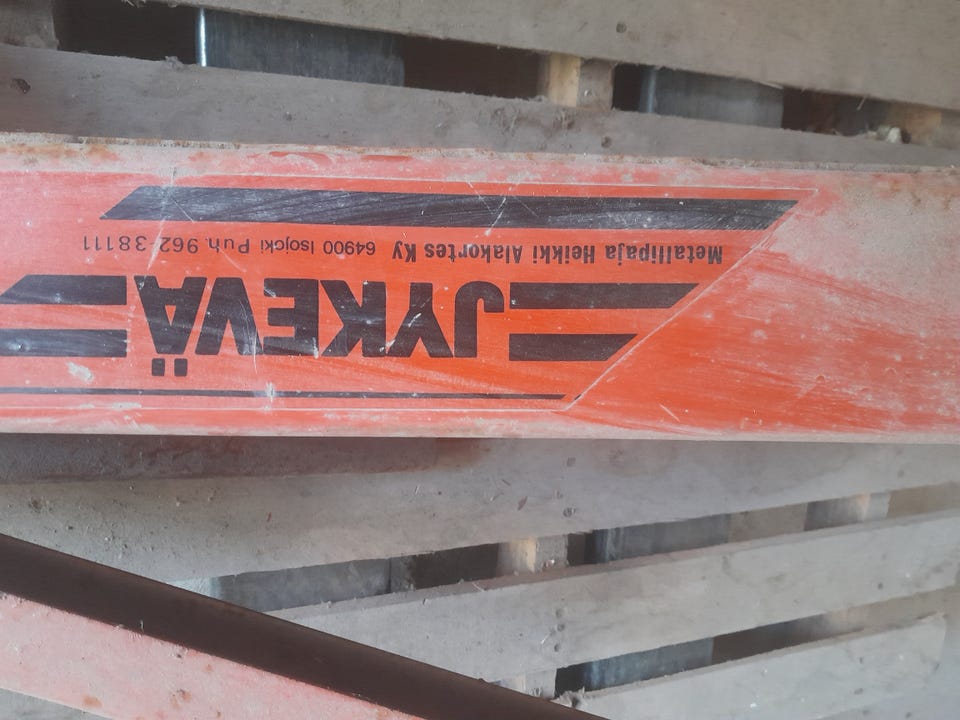 JYKEVÄ
Metallipaja Heikki Alakortes Ky 64900 Isojoki Puh. 962-38111